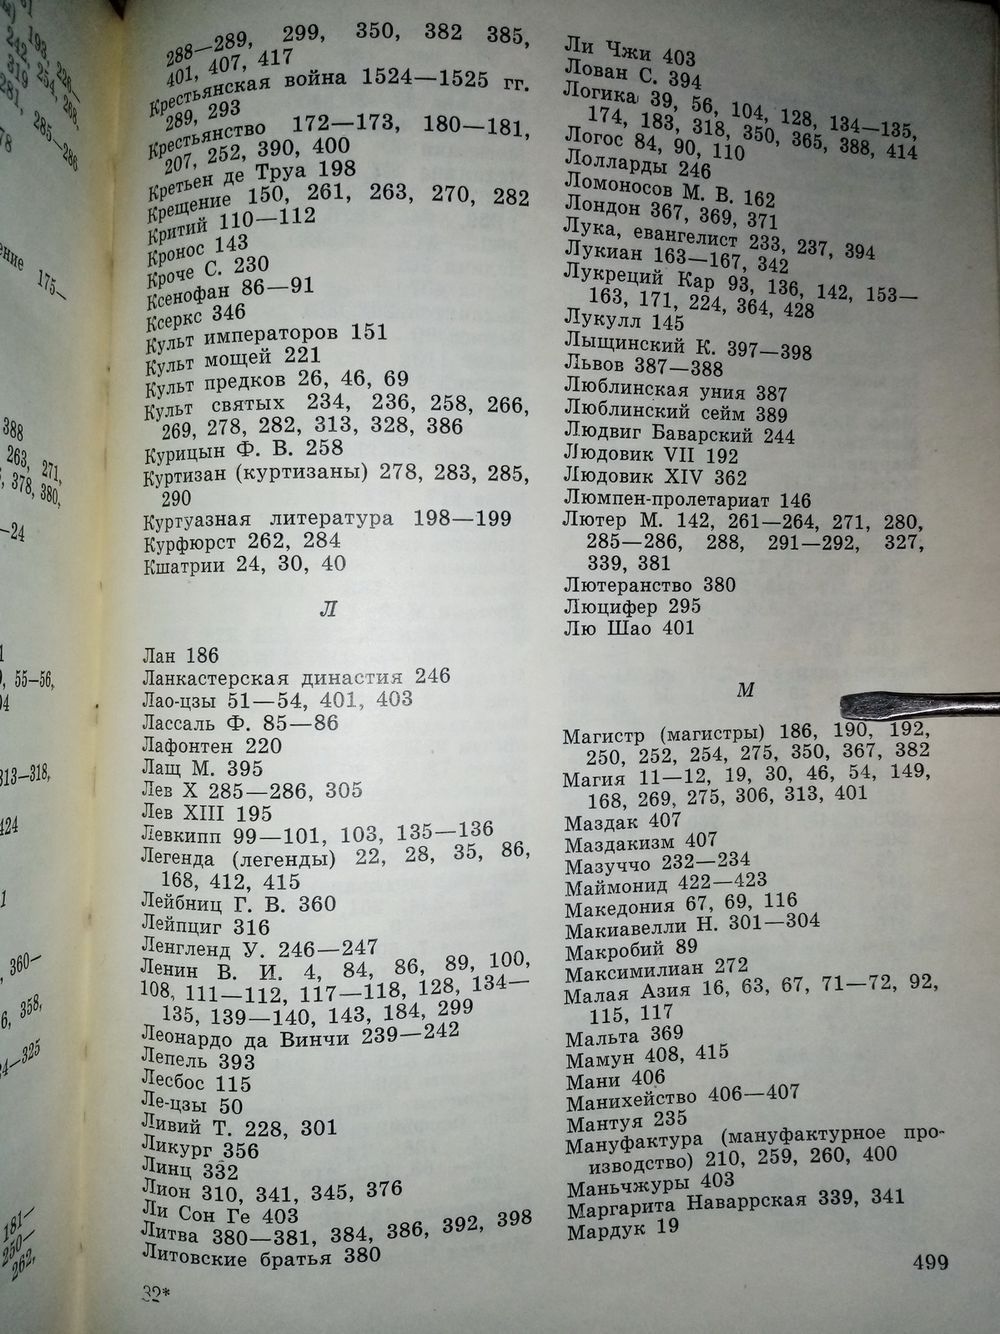 288—289, 299, 350, 382 385,
401, 407, 417
Крестьянская война 1524—1525 гг.
289, 293
Крестьянство 172—173, 180—181,
207, 252, 390, 400
Кретьен де Труа 198
Крещение 150, 261, 263, 270, 282
Критий 110—112
Кронос 143
Кроче С. 230
Ксенофан 86—91
Ксеркс 346
Культ императоров 151
Культ мощей 221
Культ предков 26, 46, 69
Культ святых 234, 236, 258, 266,
269, 278, 282, 313, 328, 386
Курицын Ф. В. 258
Куртизан (куртизаны) 278, 283, 285,
290
Куртуазная литература 198—199
Курфюрст 262, 284
Кшатрии 24, 30, 40
Л
Лан 186
Ланкастерская династия 246
Лао-цзы 51—54, 401, 403
Лассаль Ф. 85—86
Лафонтен 220
Лащ М. 395
Лев X 285—286, 305
Лев XIII 195
Левкипп 99—101, 103, 135—136
Легенда (легенды) 22, 28, 35, 86,
168, 412, 415
Лейбниц Г. В. 360
Лейпциг 316
Ленгленд У. 246—247
Ленин В. И. 4, 84, 86, 89, 100,
108, 111—112, 117—118, 128, 134—
135, 139—140, 143, 184, 299
Леонардо да Винчи 239—242
Лепель 393
Лесбос 115
Ле-цзы 50
Ливий Т. 228, 301
Ликург 356
Линц 332
Лион 310, 341, 345, 376
Ли Сон Ге 403
Литва 380—381, 384, 386, 392, 398
Литовские братья 380
32*
Ли Чжи 403
Лован С. 394
Логика 39, 56, 104, 128, 134—135,
174, 183, 318, 350, 365, 388, 414
Логос 84, 90, 110
Лолларды 246
Ломоносов М. В. 162
Лондон 367, 369, 371
Лука, евангелист 233, 237, 394
Лукиан 163—167, 342
Лукреций Кар 93, 136, 142, 153—
163, 171, 224, 364, 428
Лукулл 145
Лыщинский К. 397—398
Львов 387—388
Люблинская уния 387
Люблинский сейм 389
Людвиг Баварский 244
Людовик VII 192
Людовик XIV 362
Люмпен-пролетариат 146
Лютер М. 142, 261—264, 271, 280,
285—286, 288, 291—292, 327,
339, 381
Лютеранство 380
Люцифер 295
Лю Шао 401
М
Магистр (магистры) 186, 190, 192,
250, 252, 254, 275, 350, 367, 382
Магия 11—12, 19, 30, 46, 54, 149,
168, 269, 275, 306, 313, 401
Маздак 407
Маздакизм 407
Мазуччо 232—234
Маймонид 422—423
Македония 67, 69, 116
Макиавелли Н. 301—304
Макробий 89
Максимилиан 272
Малая Азия 16, 63, 67, 71—72, 92,
115, 117
Мальта 369
Мамун 408, 415
Мани 406
Манихейство 406—407
Мантуя 235
Мануфактура (мануфактурное про-
изводство) 210, 259, 260, 400
Маньчжуры 403
Маргарита Наваррская 339, 341
Мардук 19
499